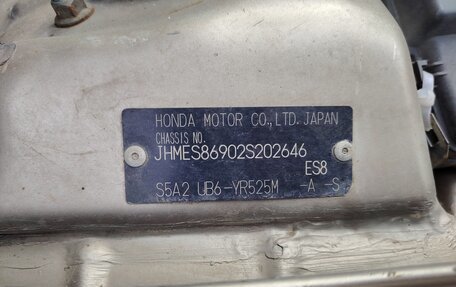 HONDA MOTOR CO.,LTD.JAPAN
CHASSIS NO.
JHMES86902S202646
ES8
S5A2 UB6-YR525M -A -S